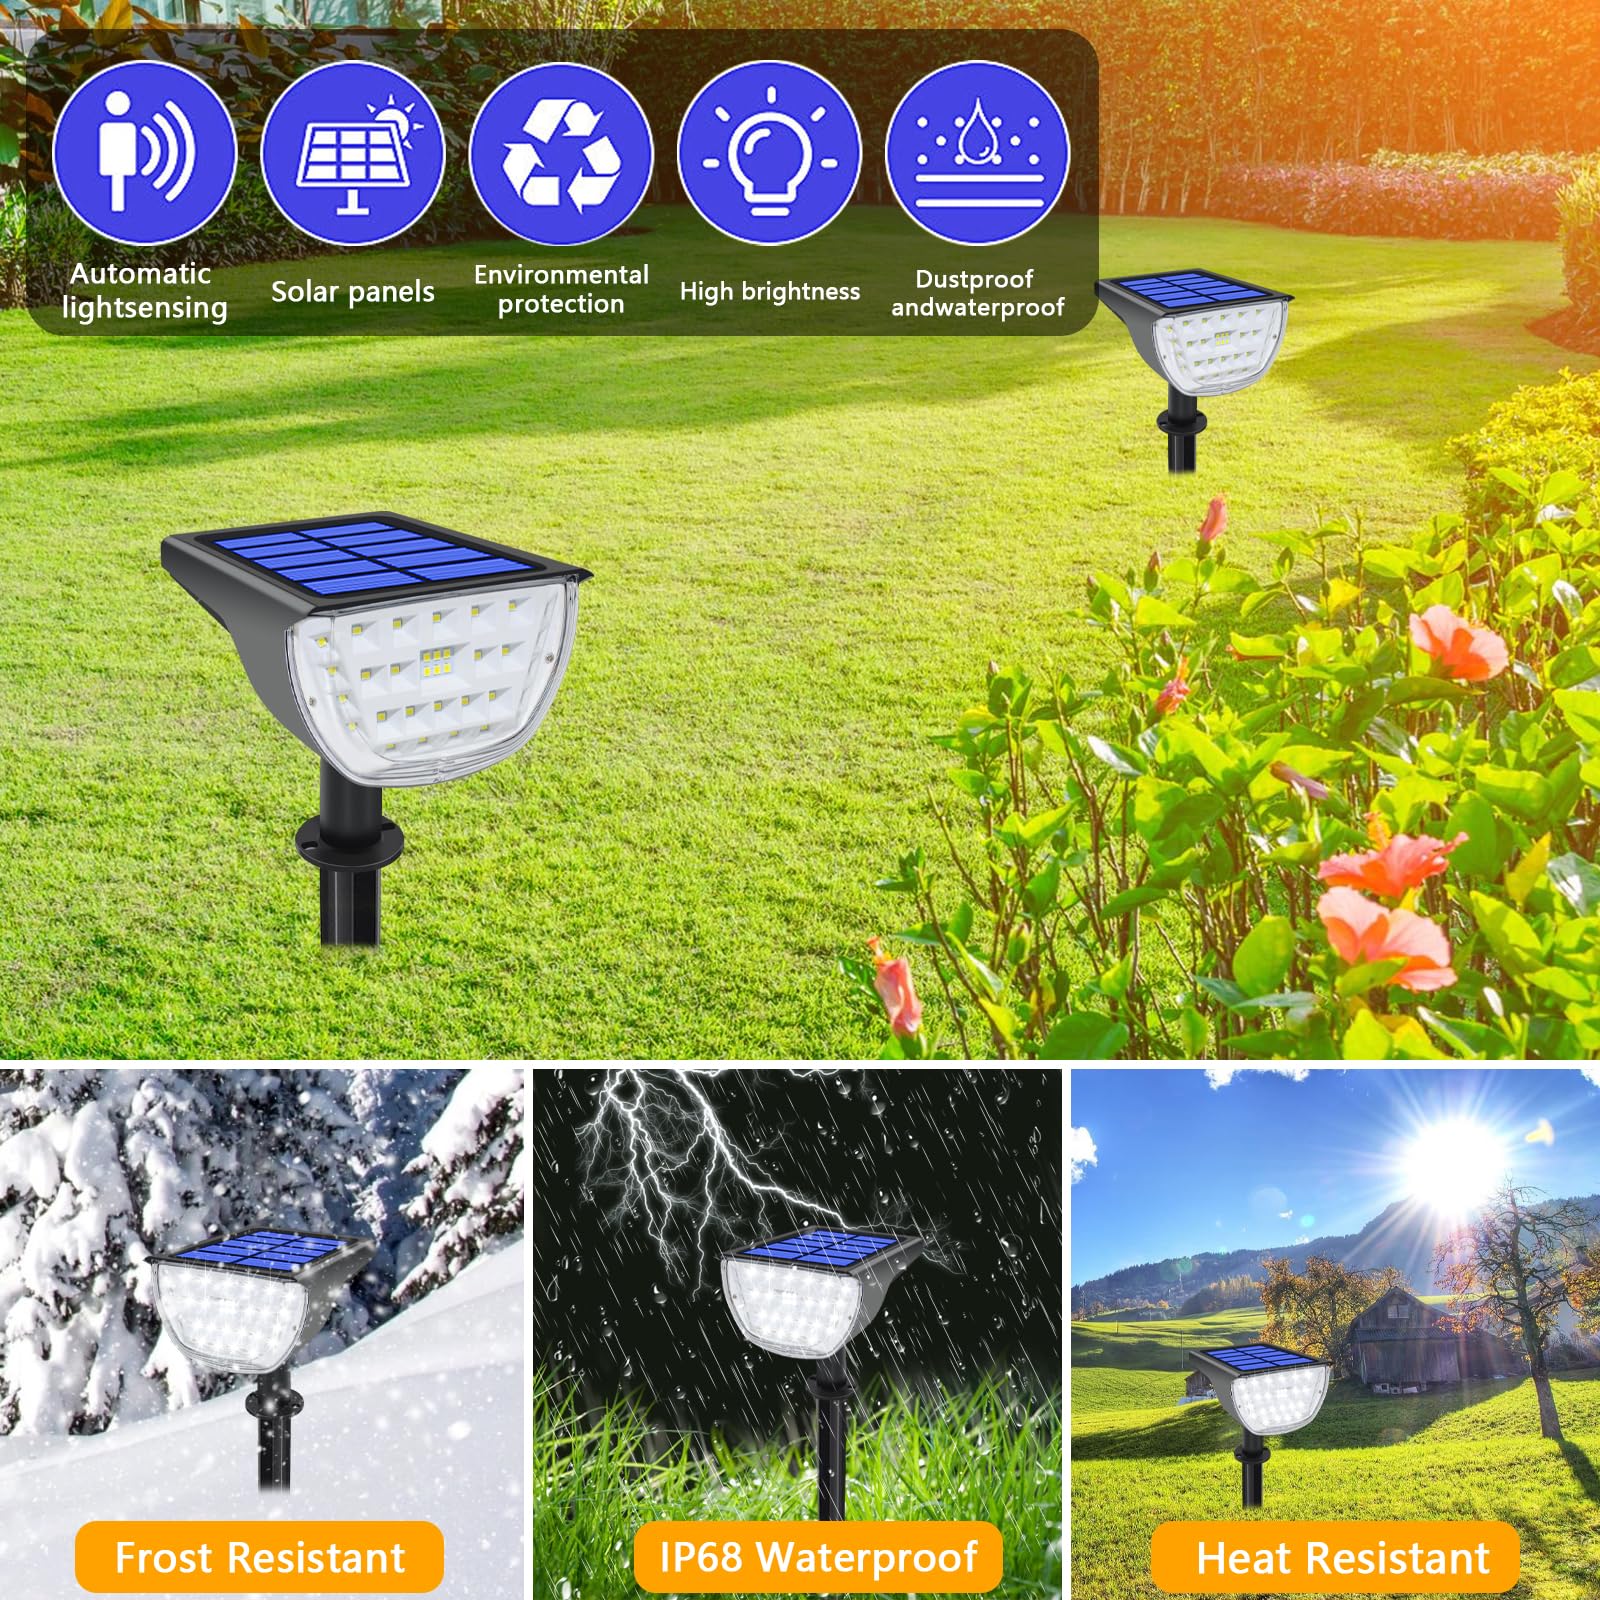 Automatic
lightsensing
Solar panels
Environmental
protection
High brightness
Dustproof
andwaterproof
Frost Resistant
IP68 Waterproof
Heat Resistant